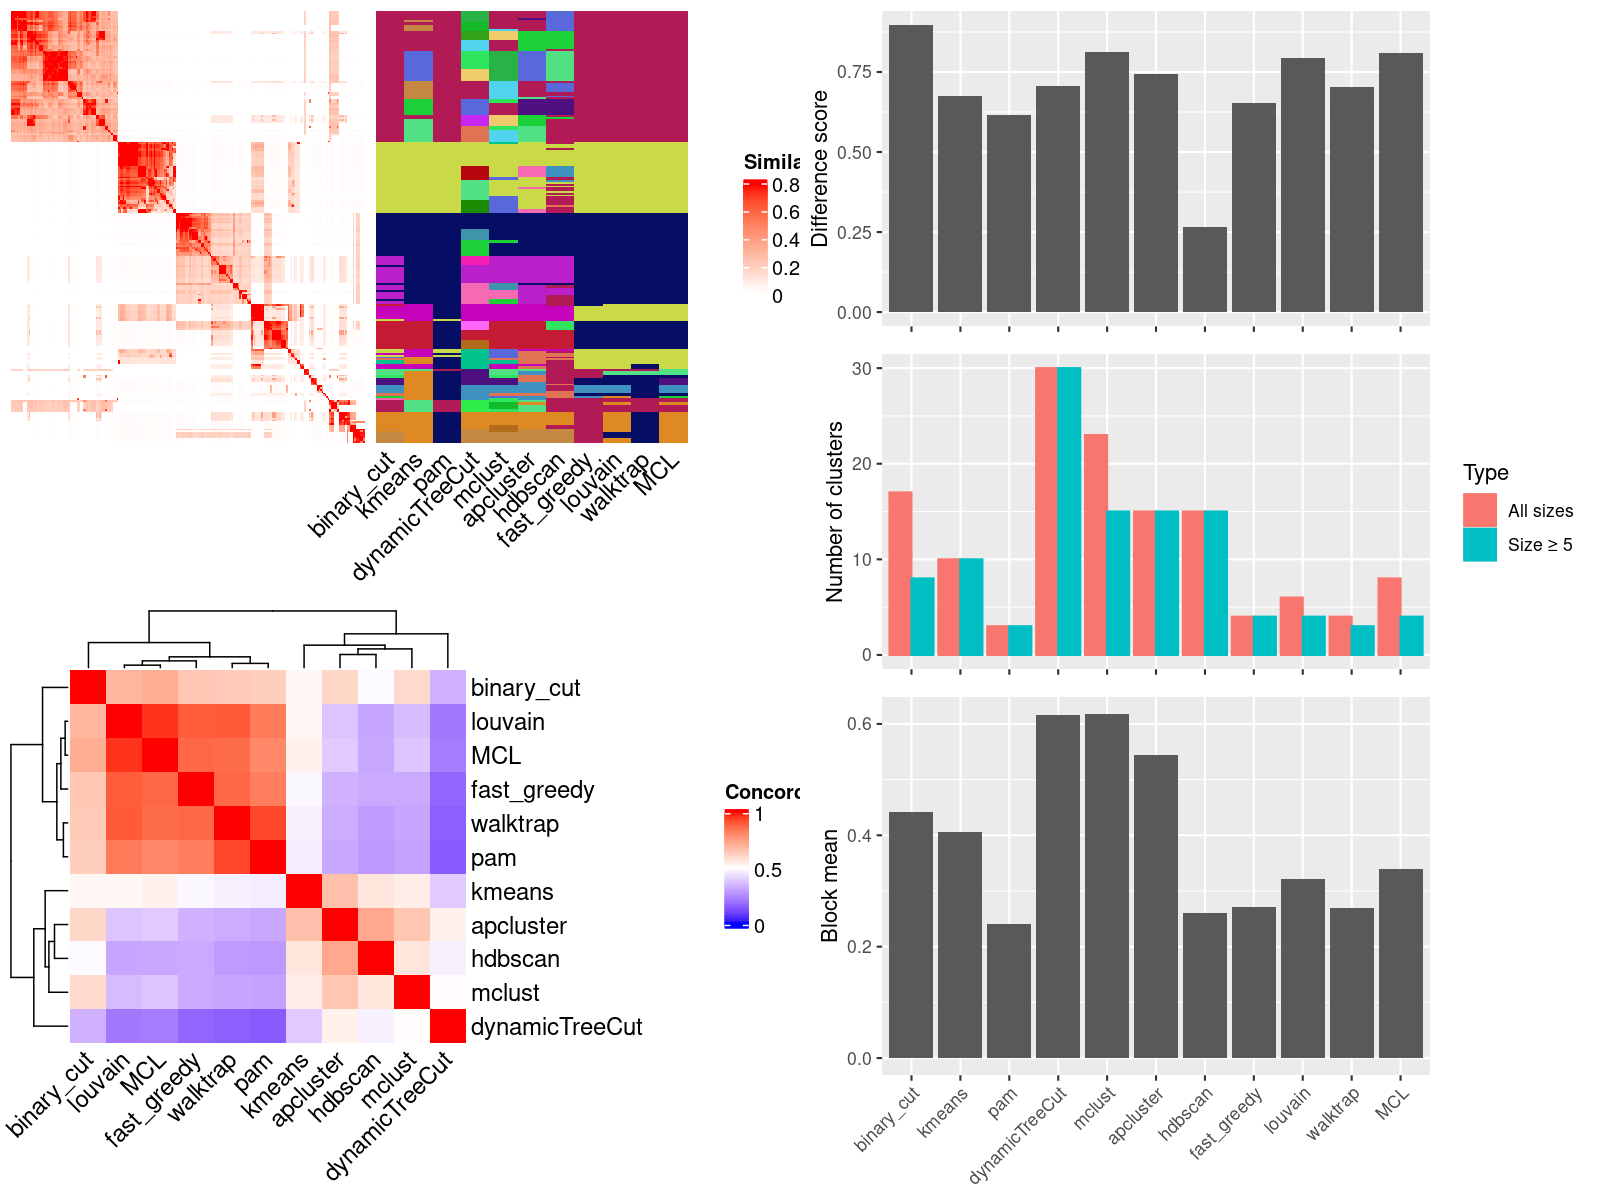 Simila
0.8
0.6
0.4
0.2
0
binary_cut
kmeans
pam
dynamicTreeCut
mclust
apcluster
hdbscan
fast_greedy
louvain
walktrap
MCL
binary_cut
louvain
MCL
fast_greedy
walktrap
pam
kmeans
apcluster
hdbscan
mclust
dynamicTreeCut
binary_cut
louvain
MCL
fast_greedy
walktrap
pam
kmeans
apcluster
hdbscan
mclust
dynamicTreeCut
Concord
1
0.5
0
Difference score
0.75
0.50
0.25
0.00
Number of clusters
30
20
10
0
Type
All sizes
Size ≥ 5
Block mean
0.6
0.4
0.2
0.0
binary_cut
kmeans
pam
dynamicTreeCut
mclust
apcluster
hdbscan
fast_greedy
louvain
walktrap
MCL